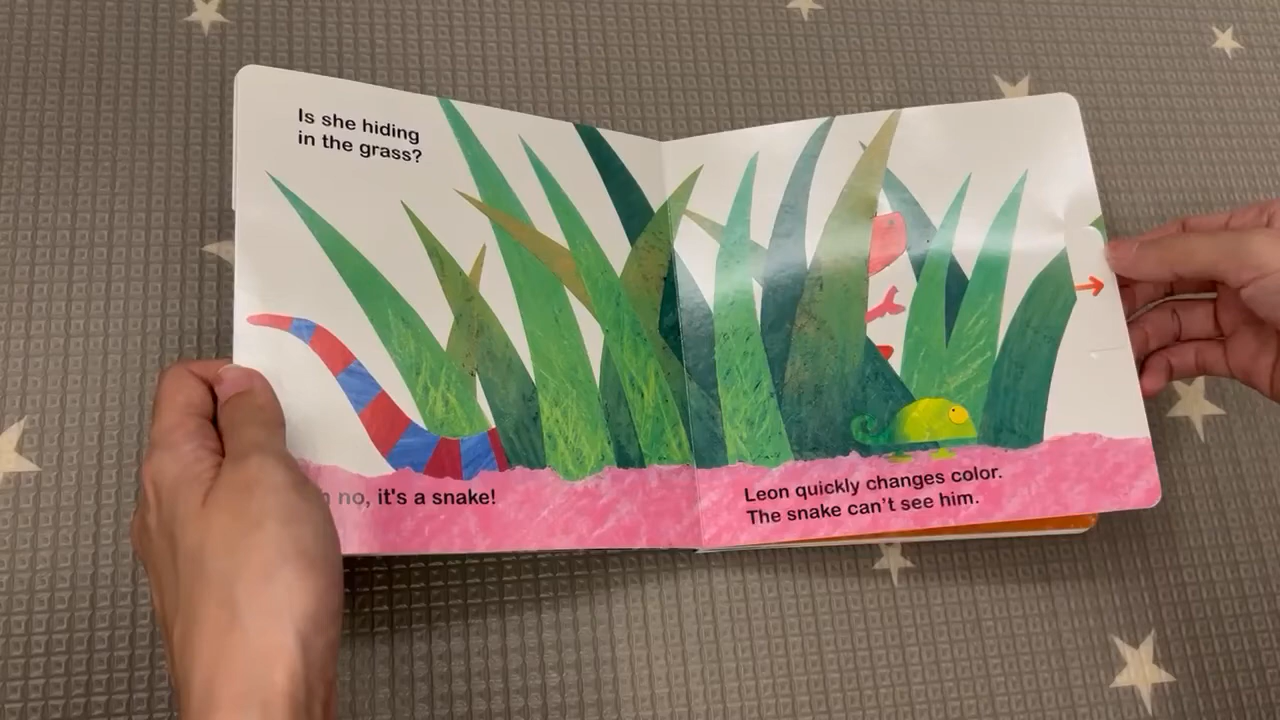 Is she hiding
in the grass?
no, it's a snake!
Leon quickly changes color.
The snake can't see him.